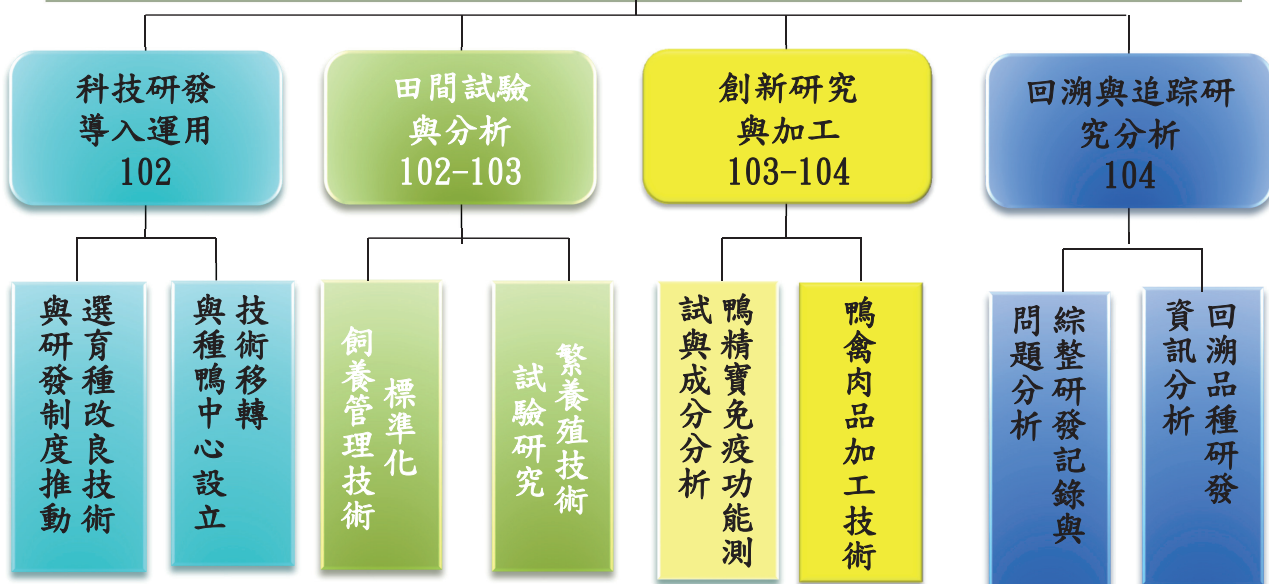 科技研發
導入運用
102
田間試驗
與分析
102-103
創新研究
與加工
103-104
回溯與追踪研
究分析
104
選育種改良技術
與研發制度推動
技術移轉
與種鴨中心設立
標準化
飼養管理技術
繁養殖技術
試驗研究
鴨精寶免疫功能測
試與成分分析
鴨禽肉品加工技術
綜整研發記錄與
問題分析
回溯品種研發
資訊分析